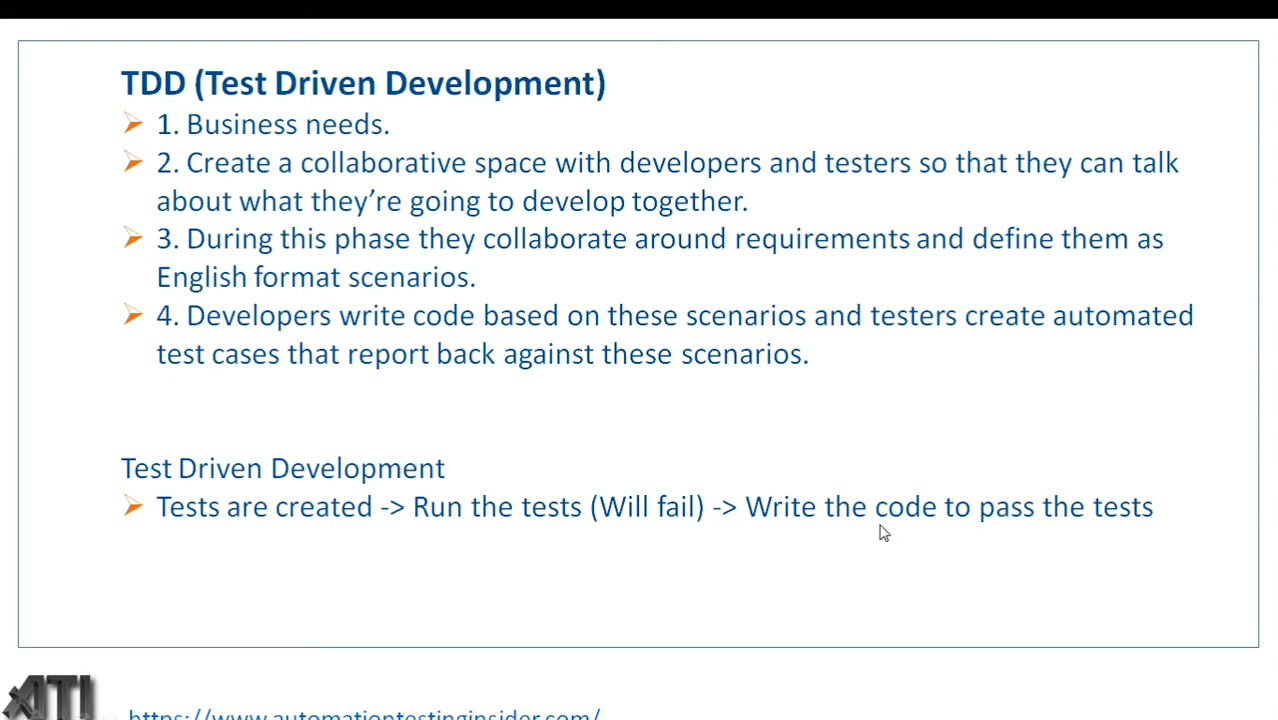 TDD (Test Driven Development)
1. Business needs.
2. Create a collaborative space with developers and testers so that they can talk
about what they’re going to develop together.
3. During this phase they collaborate around requirements and define them as
English format scenarios.
4. Developers write code based on these scenarios and testers create automated
test cases that report back against these scenarios.
Test Driven Development
Tests are created -> Run the tests (Will fail) -> Write the code to pass the tests
ATI
https://www.automationtestinginsider.com/